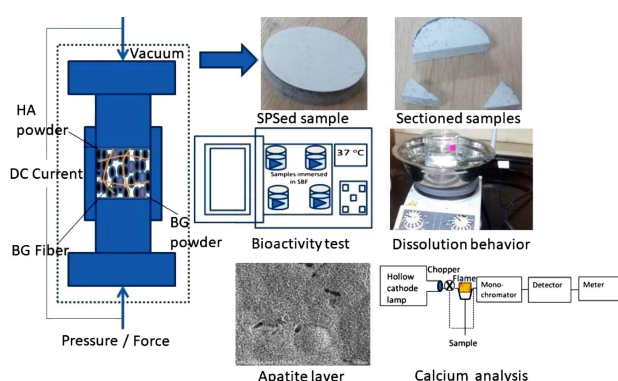 Vacuum
HA
powder
DC Current
BG Fiber
BG
powder
Pressure / Force
SPSed sample
Sectioned samples
37 °C
Samples immersed
in SBF
Bioactivity test
Dissolution behavior
Apatite layer
Hollow
cathode
lamp
Chopper
Flame
Mono-
chromator
Detector
Meter
Sample
Calcium analysis